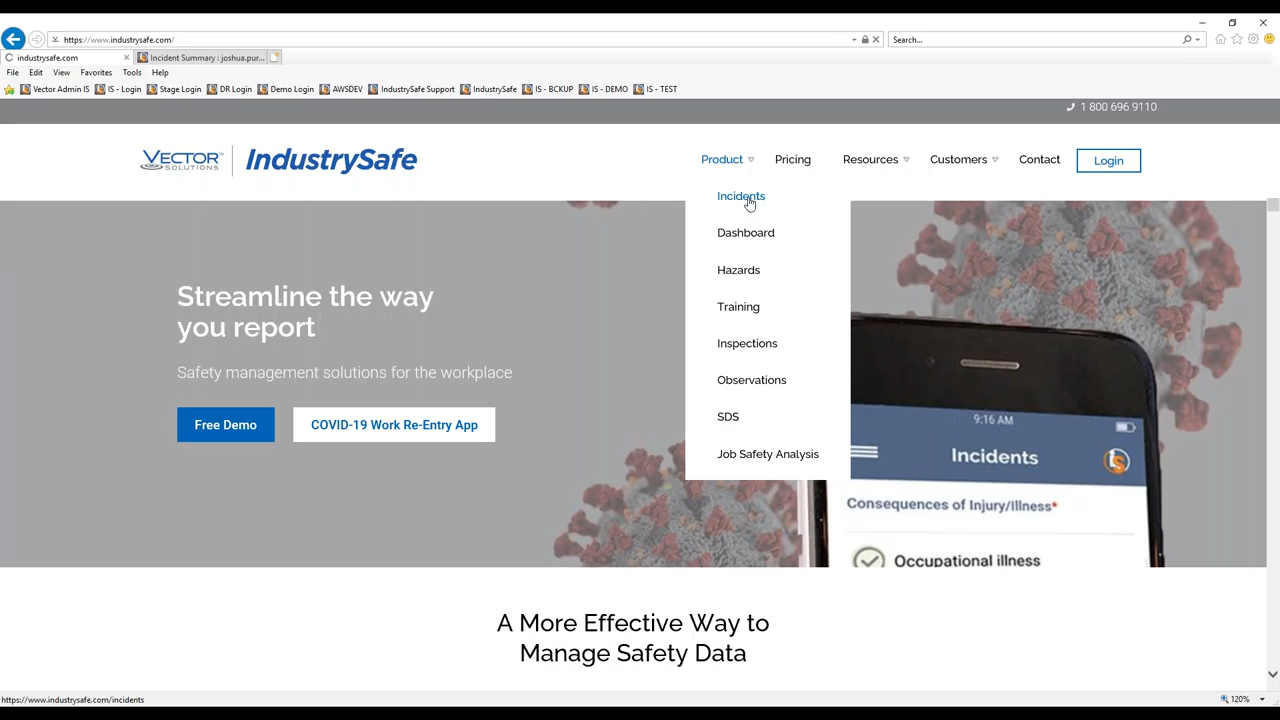 https://www.industrysafe.com/
Search...
industrysafe.com
Incident Summary : joshua.pur...
File Edit View Favorites Tools Help
Vector Admin IS IS - Login Stage Login DR Login Demo Login AWSDEV IndustrySafe Support IndustrySafe IS - BCKUP IS - DEMO IS - TEST
1 800 696 9110
VECTOR SOLUTIONS IndustrySafe
Product Pricing Resources Customers Contact Login
Incidents
Dashboard
Hazards
Training
Inspections
Observations
SDS
Job Safety Analysis
Streamline the way
you report
Safety management solutions for the workplace
Free Demo COVID-19 Work Re-Entry App
9:16 AM
Incidents
Consequences of Injury/Illness*
Occupational illness
A More Effective Way to
Manage Safety Data
https://www.industrysafe.com/incidents
120%